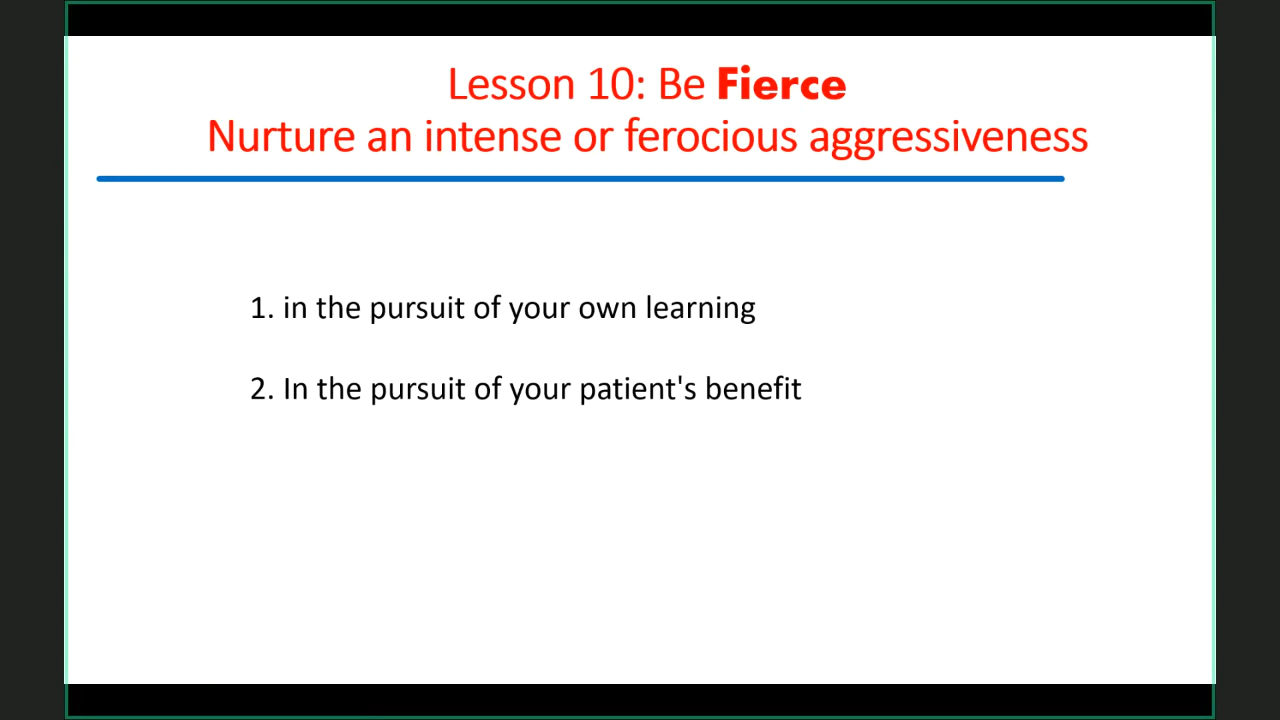 Lesson 10: Be Fierce
Nurture an intense or ferocious aggressiveness
1. in the pursuit of your own learning
2. In the pursuit of your patient's benefit